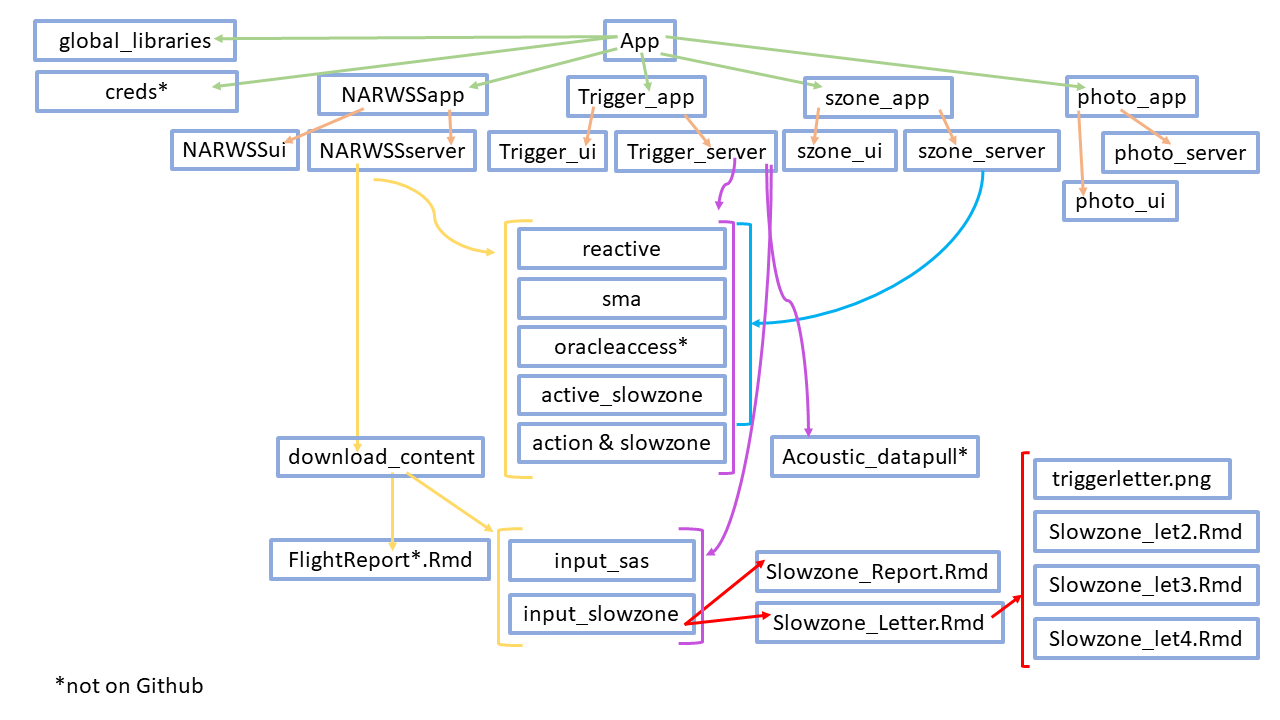 global_libraries
App
creds*
NARWSSapp
Trigger_app
szone_app
photo_app
NARWSSui
NARWSSserver
Trigger_ui
Trigger_server
szone_ui
szone_server
photo_server
photo_ui
reactive
sma
oracleaccess*
active_slowzone
action & slowzone
download_content
Acoustic_datapull*
triggerletter.png
Slowzone_let2.Rmd
FlightReport*.Rmd
input_sas
Slowzone_Report.Rmd
Slowzone_let3.Rmd
input_slowzone
Slowzone_Letter.Rmd
Slowzone_let4.Rmd
*not on Github